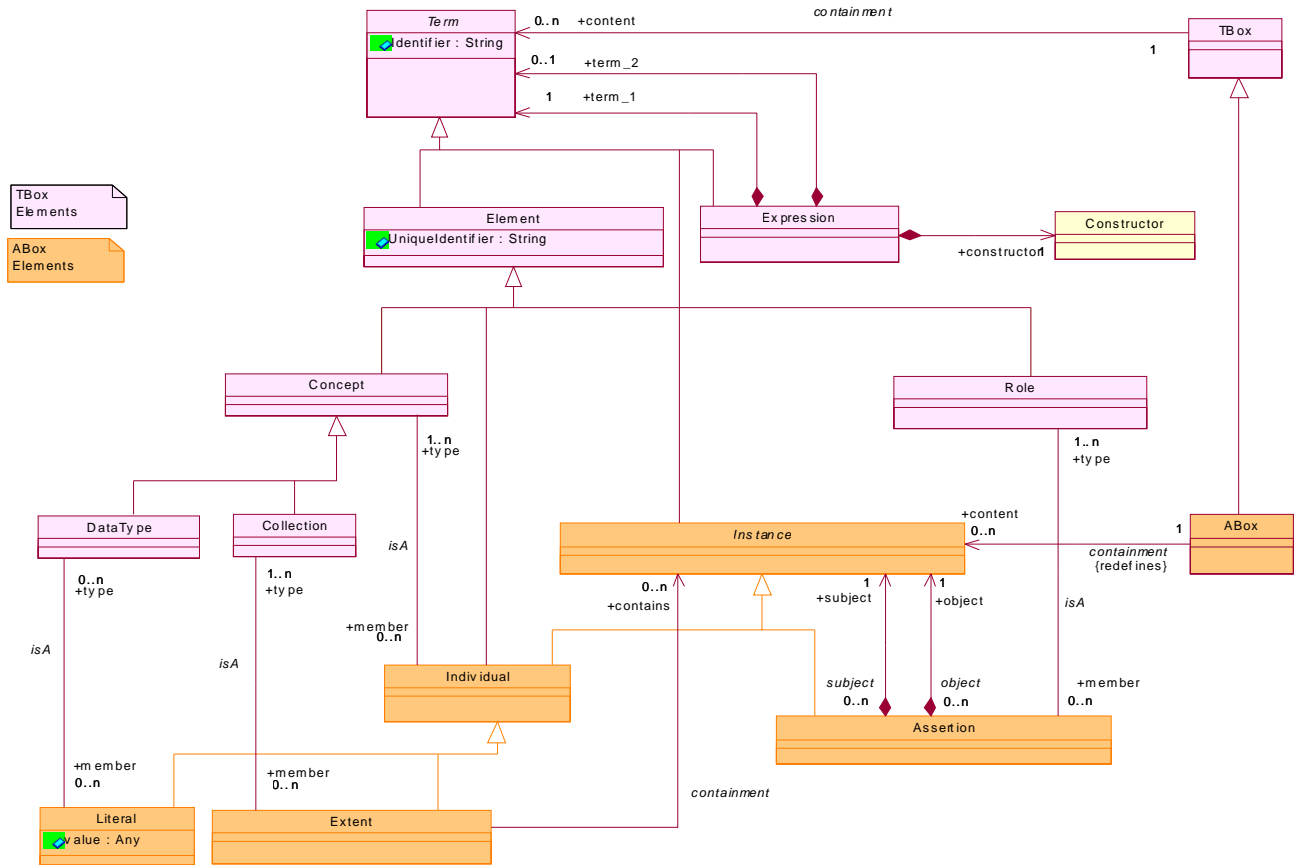 Term
Identifier : String
0..n +content
containment
TBox
1
0..1 +term_2
1 +term_1
TBox
Elements
ABox
Elements
Element
UniqueIdentifier : String
Expression
Constructor
+constructor
1
Concept
Role
1..n
+type
1..n
+type
DataType
Collection
Instance
+content
0..n
1
ABox
containment
{redefines}
isA
0..n
+type
1..n
+type
0..n
+contains
1
+subject
1
+object
isA
+member
0..n
isA
isA
Individual
subject
0..n
object
0..n
+member
0..n
Assertion
+member
0..n
+member
0..n
containment
Literal
value : Any
Extent